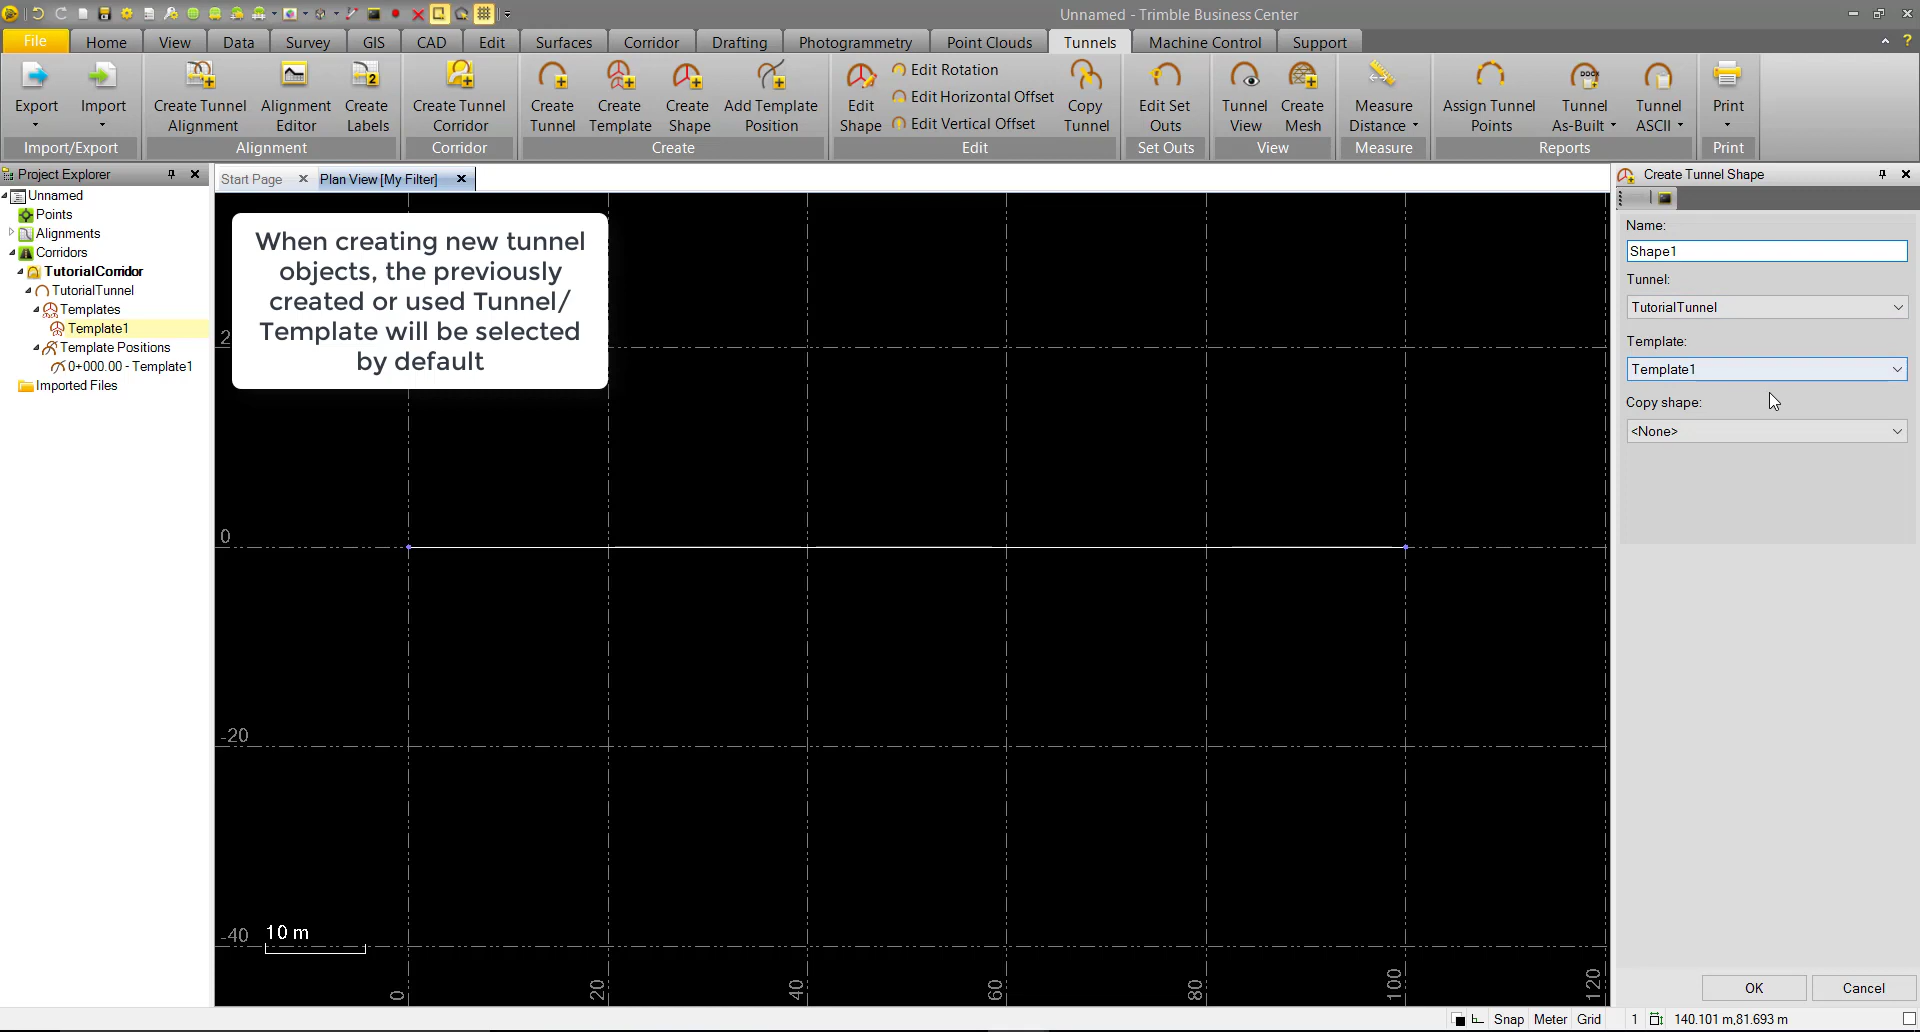 Unnamed - Trimble Business Center
File
Home
View
Data
Survey
GIS
CAD
Edit
Surfaces
Corridor
Drafting
Photogrammetry
Point Clouds
Tunnels
Machine Control
Support
Export
Import
Create Tunnel
Alignment
Alignment
Editor
Create
Labels
Create Tunnel
Corridor
Create
Tunnel
Create
Template
Create
Shape
Add Template
Position
Edit
Shape
Edit Rotation
Edit Horizontal Offset
Edit Vertical Offset
Copy
Tunnel
Edit Set
Outs
Tunnel
View
Create
Mesh
Measure
Distance
Assign Tunnel
Points
DOCX
Tunnel
As-Built
Tunnel
ASCII
Print
Import/Export
Alignment
Corridor
Create
Edit
Set Outs
View
Measure
Reports
Print
Project Explorer
Unnamed
Points
Alignments
Corridors
TutorialCorridor
TutorialTunnel
Templates
Template1
Template Positions
0+000.00 - Template1
Imported Files
Start Page
Plan View [My Filter]
When creating new tunnel
objects, the previously
created or used Tunnel/
Template will be selected
by default
2
0
-20
-40
10 m
0
20
40
60
80
100
120
Create Tunnel Shape
Name:
Shape1
Tunnel:
TutorialTunnel
Template:
Template1
Copy shape:
<None>
OK
Cancel
Snap
Meter
Grid
1
140.101 m,81.693 m